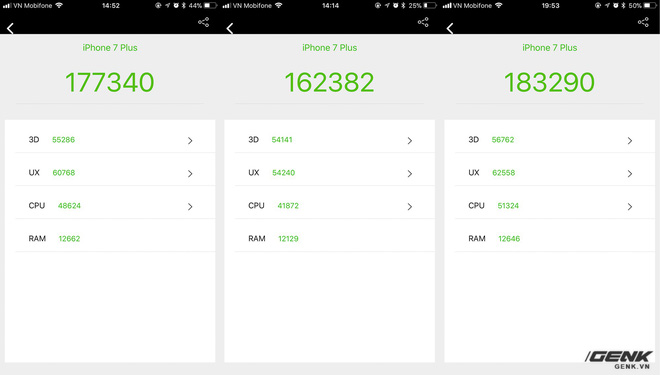 VN Mobifone 14:52 44%
iPhone 7 Plus
177340
3D 55286
UX 60768
CPU 48624
RAM 12662
VN Mobifone 14:14 25%
iPhone 7 Plus
162382
3D 54141
UX 54240
CPU 41872
RAM 12129
VN Mobifone 19:53 50%
iPhone 7 Plus
183290
3D 56762
UX 62558
CPU 51324
RAM 12646
GENK
GENK.VN